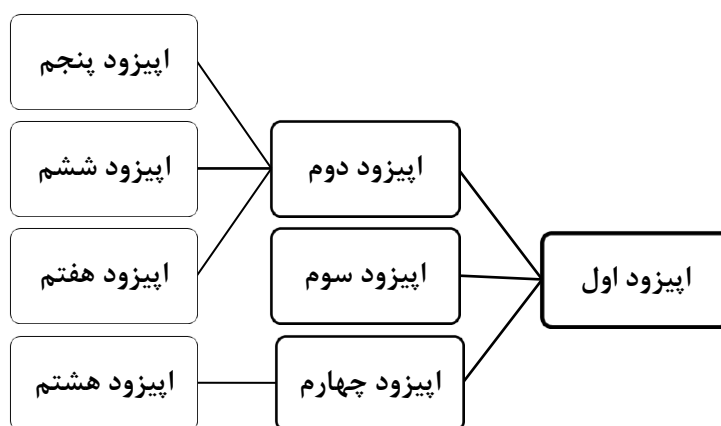 اپیزود اول
اپیزود دوم
اپیزود سوم
اپیزود چهارم
اپیزود پنجم
اپیزود ششم
اپیزود هفتم
اپیزود هشتم